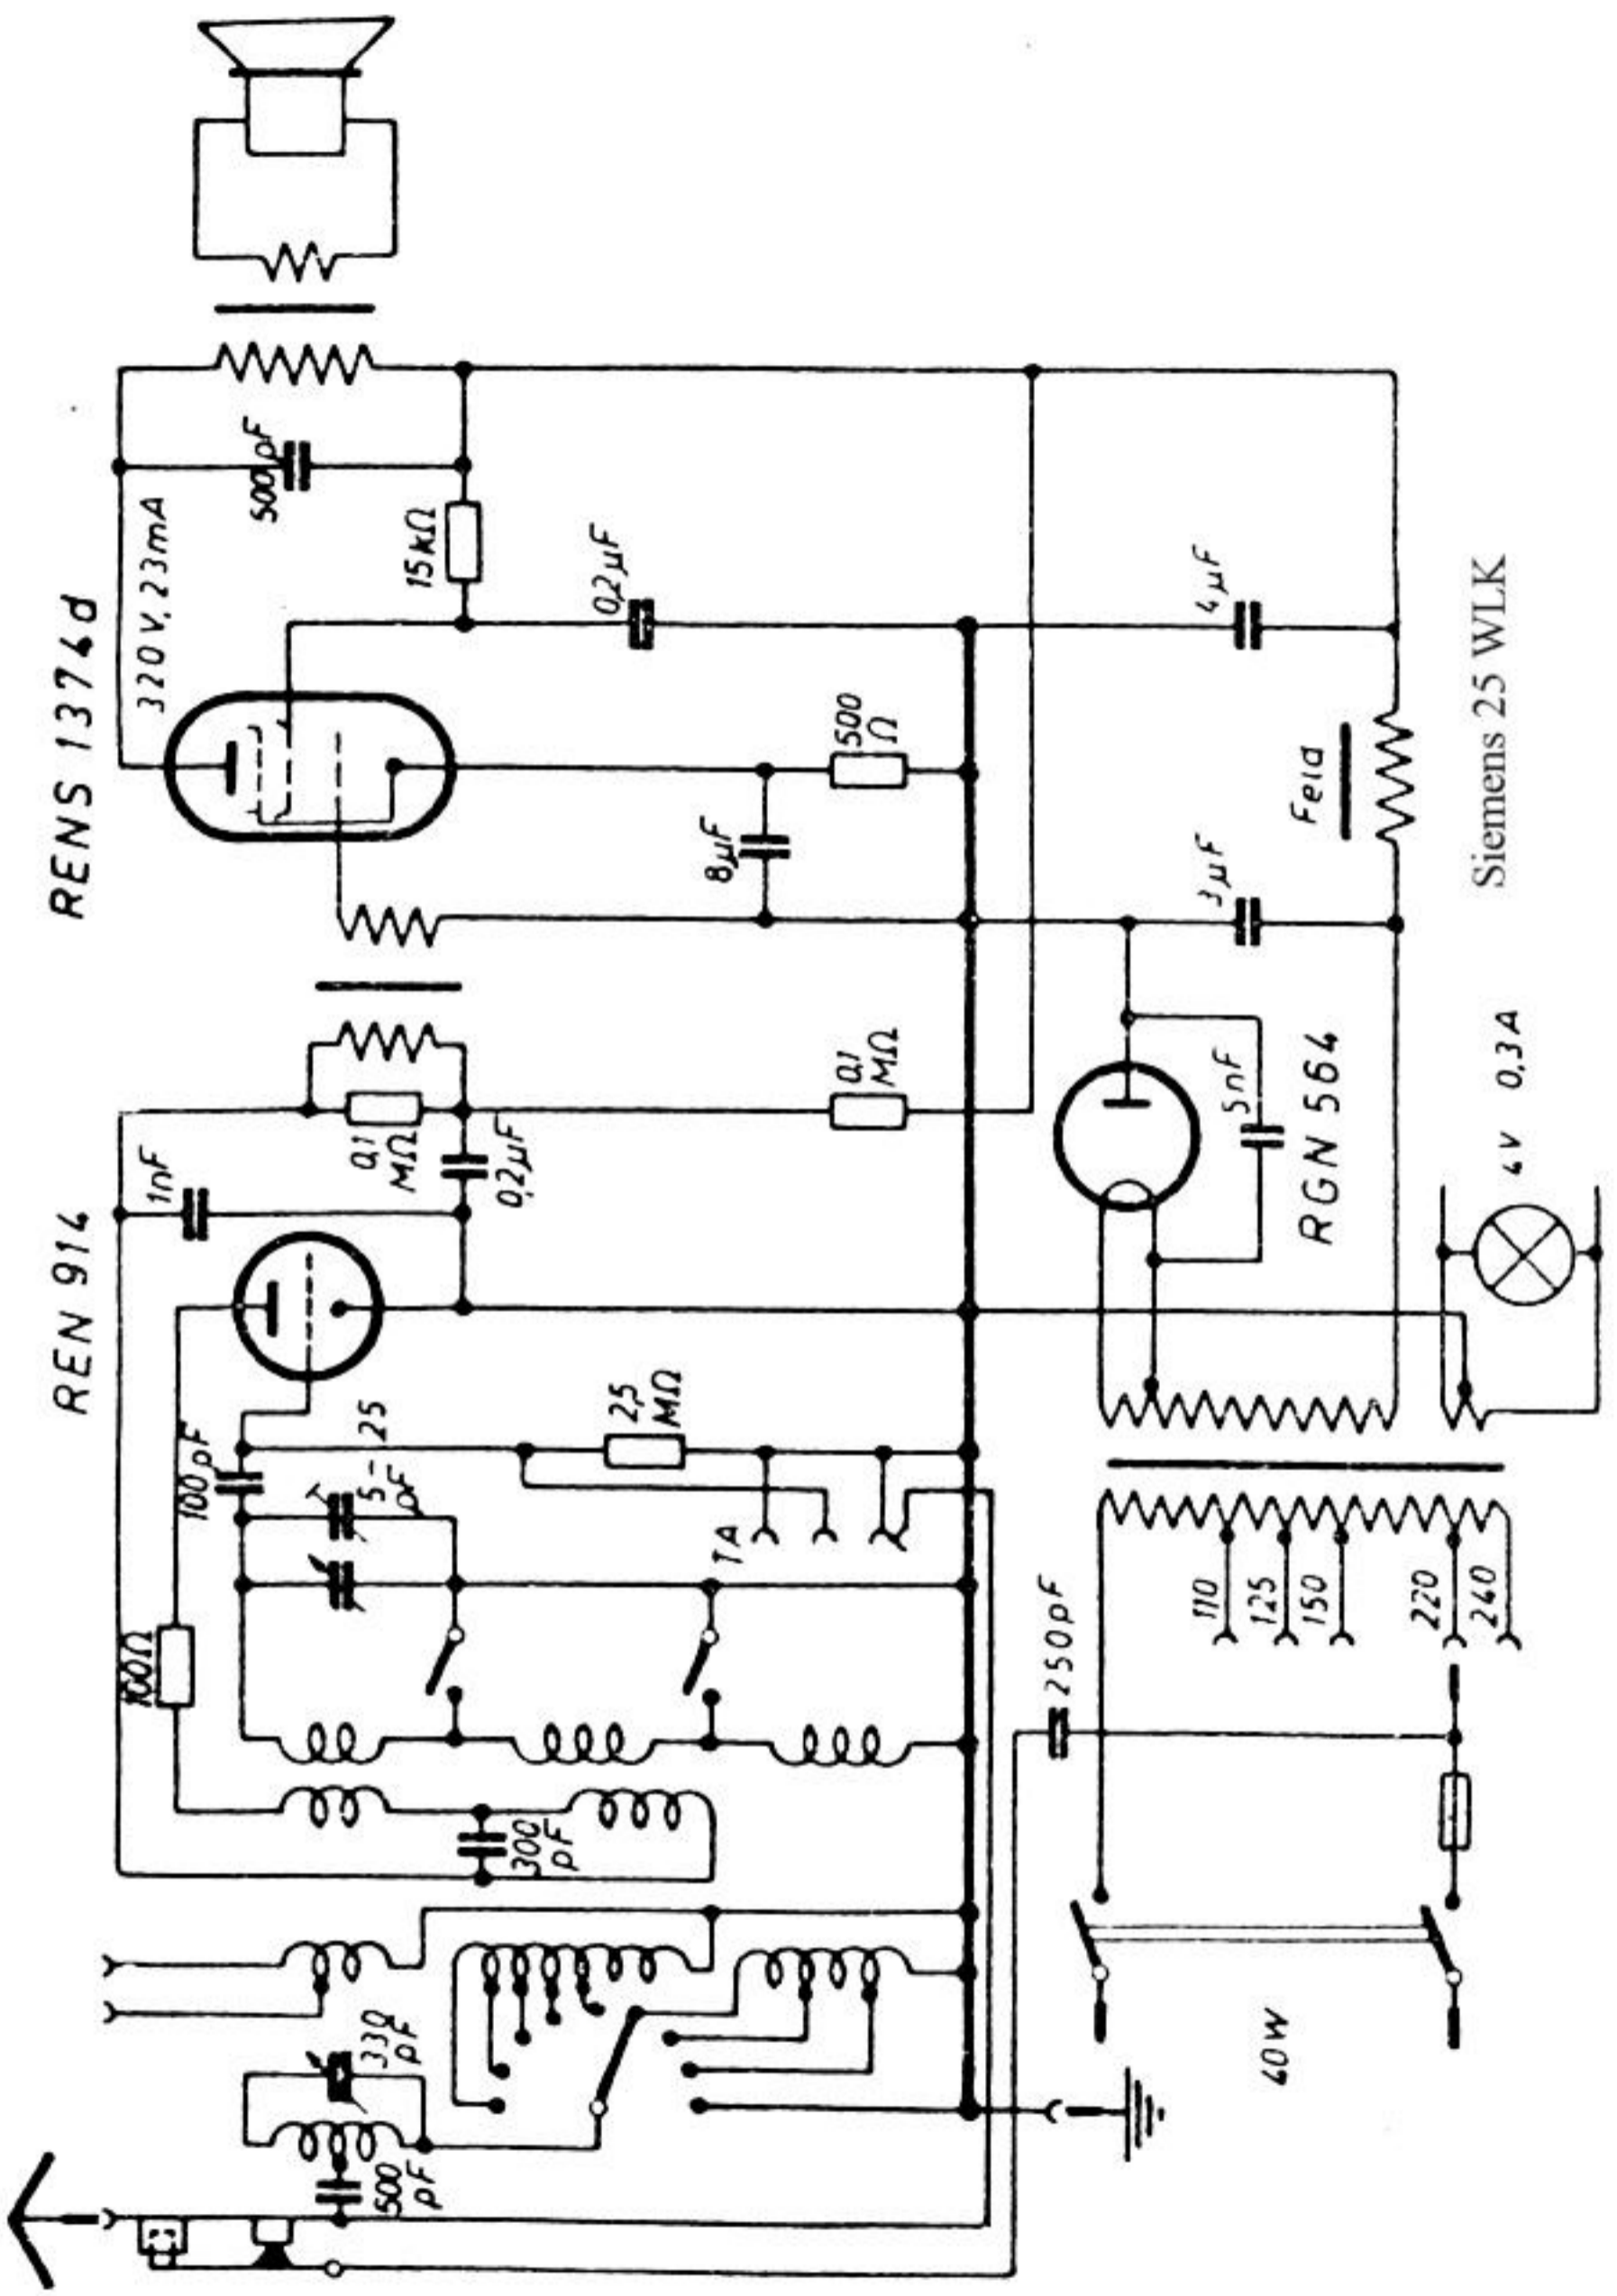 REN 914
RENS 1374d
500
pF
330
pF
300
pF
100Ω
100pF
5-25
pF
TA
2,5
MΩ
1nF
0,1
MΩ
0,2µF
0,1
MΩ
8µF
500
Ω
320V, 23mA
500pF
15kΩ
0,2µF
40W
250pF
110
125
150
220
240
5nF
RGN 564
4V 0,3A
3µF
Feld
4µF
Siemens 25 WLK